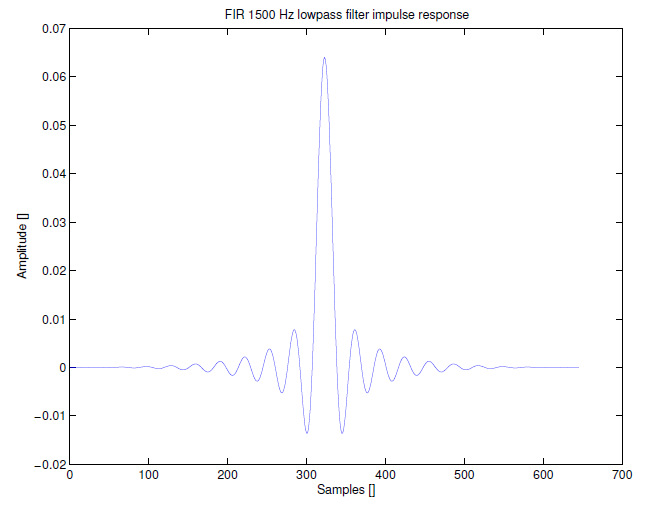 FIR 1500 Hz lowpass filter impulse response
0.07
0.06
0.05
0.04
0.03
0.02
0.01
0
−0.01
−0.02
Amplitude []
0 100 200 300 400 500 600 700
Samples []